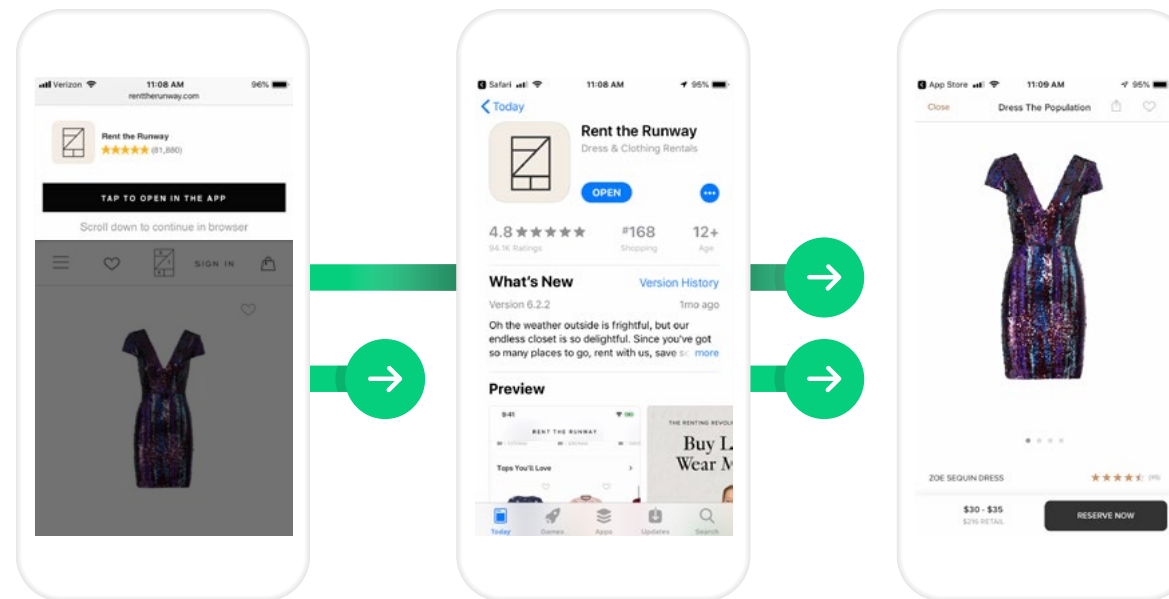 Verizon 11:08 AM 96%
renttherunway.com
Rent the Runway
(81,880)
TAP TO OPEN IN THE APP
Scroll down to continue in browser
SIGN IN
Safari 11:08 AM 95%
Today
Rent the Runway
Dress & Clothing Rentals
OPEN
4.8 #168 12+
94.1K Ratings Shopping Age
What's New Version History
Version 6.2.2 1mo ago
Oh the weather outside is frightful, but our
endless closet is so delightful. Since you've got
so many places to go, rent with us, save more
Preview
9:41
RENT THE RUNWAY
Tops You'll Love
THE RENTING REVOL
Buy L
Wear M
Today Games Apps Updates Search
App Store 11:09 AM 95%
Close Dress The Population
ZOE SEQUIN DRESS
$30 - $35
$216 RETAIL
RESERVE NOW